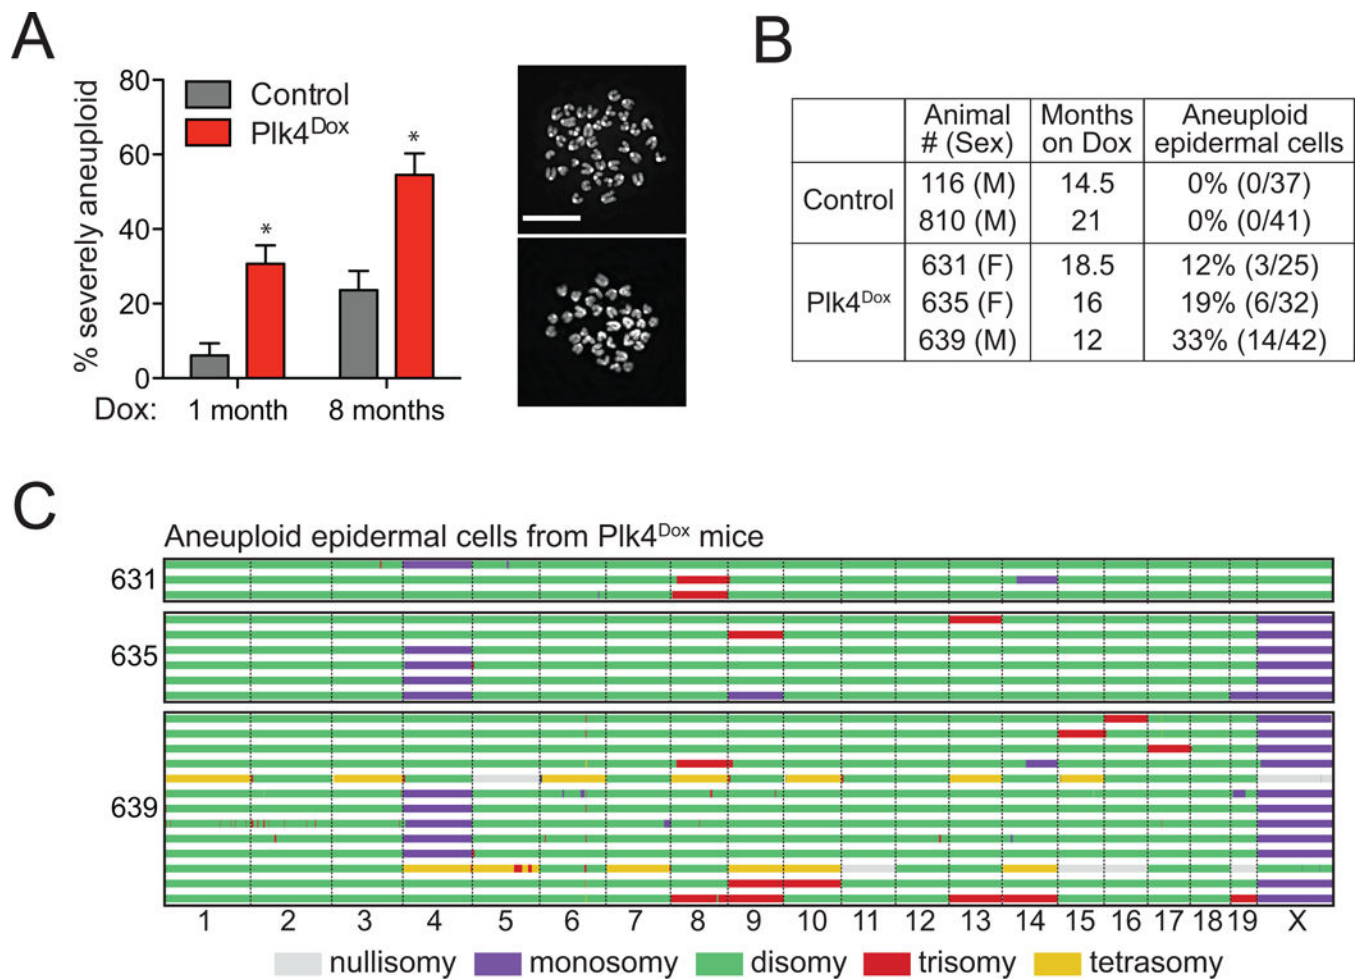 A
% severely aneuploid
80
60
40
20
0
Control
Plk4Dox
*
*
Dox: 1 month 8 months
B
Animal # (Sex) Months on Dox Aneuploid epidermal cells
Control
116 (M) 14.5 0% (0/37)
810 (M) 21 0% (0/41)
Plk4Dox
631 (F) 18.5 12% (3/25)
635 (F) 16 19% (6/32)
639 (M) 12 33% (14/42)
C
Aneuploid epidermal cells from Plk4Dox mice
631
635
639
1 2 3 4 5 6 7 8 9 10 11 12 13 14 15 16 17 18 19 X
nullisomy monosomy disomy trisomy tetrasomy